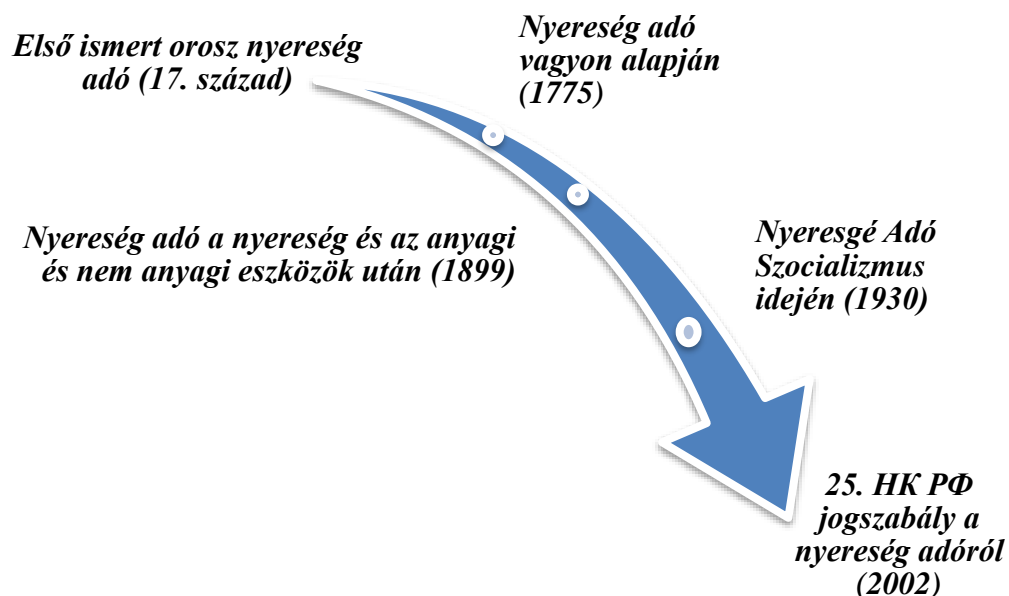 Első ismert orosz nyereség
adó (17. század)
Nyereség adó
vagyon alapján
(1775)
Nyereség adó a nyereség és az anyagi
és nem anyagi eszközök után (1899)
Nyeresgé Adó
Szocializmus
idején (1930)
25. НК РФ
jogszabály a
nyereség adóról
(2002)